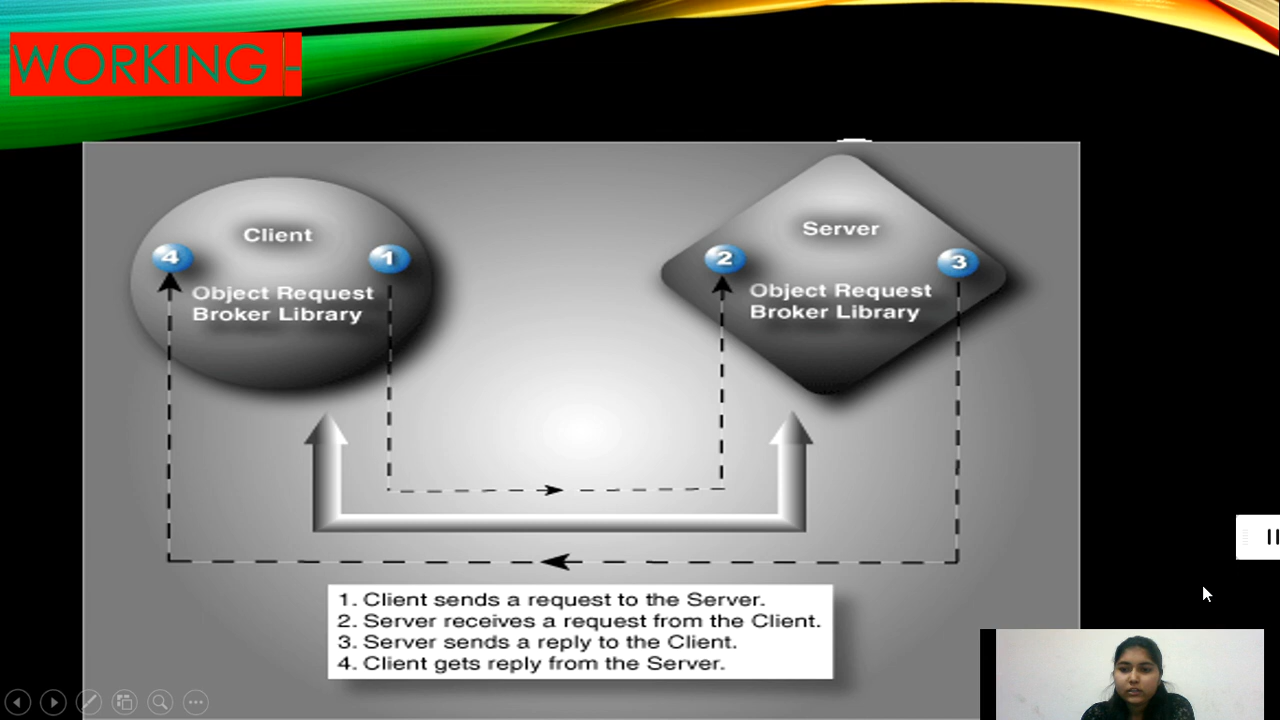 WORKING -
Client
4
1
Object Request
Broker Library
Server
2
3
Object Request
Broker Library
1. Client sends a request to the Server.
2. Server receives a request from the Client.
3. Server sends a reply to the Client.
4. Client gets reply from the Server.